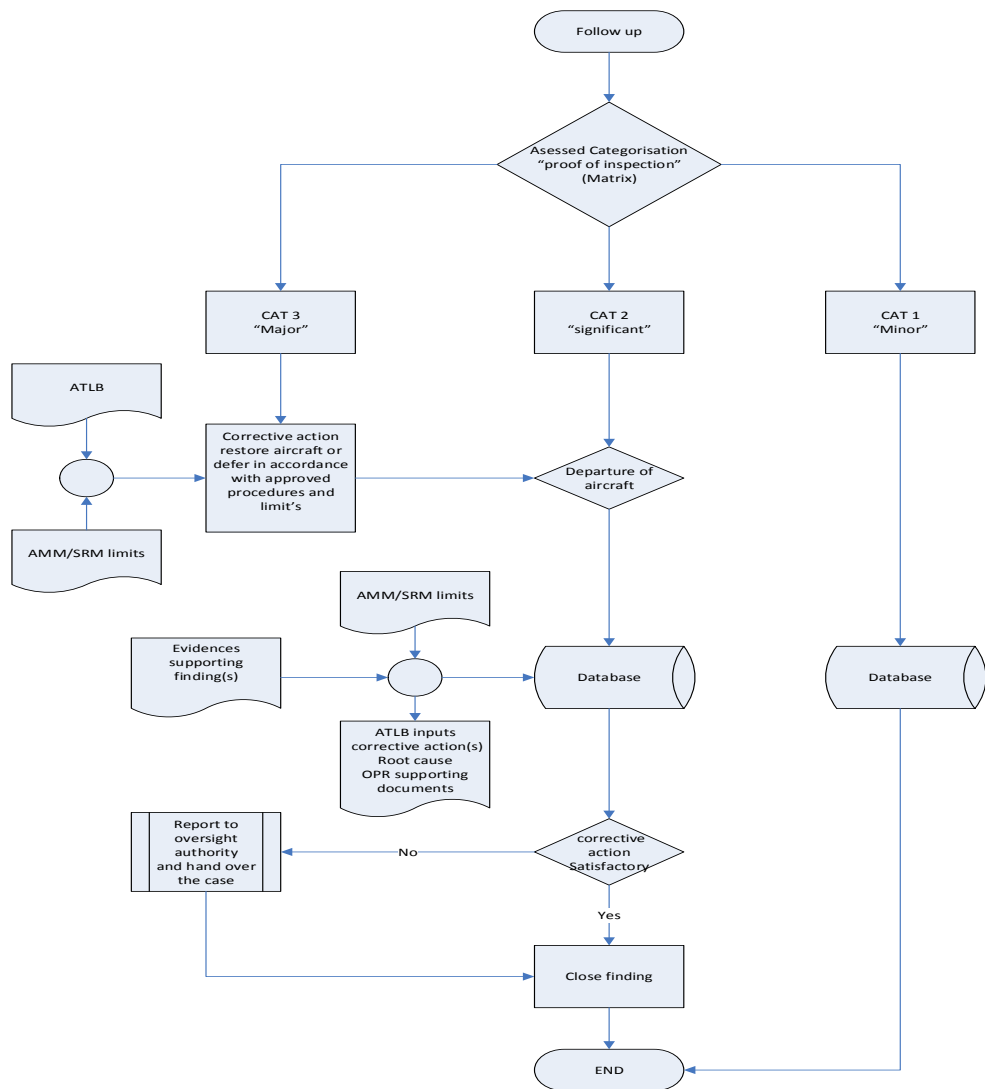 Follow up
Asessed Categorisation
“proof of inspection”
(Matrix)
CAT 3
“Major”
CAT 2
“significant”
CAT 1
“Minor”
ATLB
Corrective action
restore aircraft or
defer in accordance
with approved
procedures and
limit’s
Departure of
aircraft
AMM/SRM limits
AMM/SRM limits
Evidences
supporting
finding(s)
Database
Database
ATLB inputs
corrective action(s)
Root cause
OPR supporting
documents
Report to
oversight
authority
and hand over
the case
No
corrective
action
Satisfactory
Yes
Close finding
END